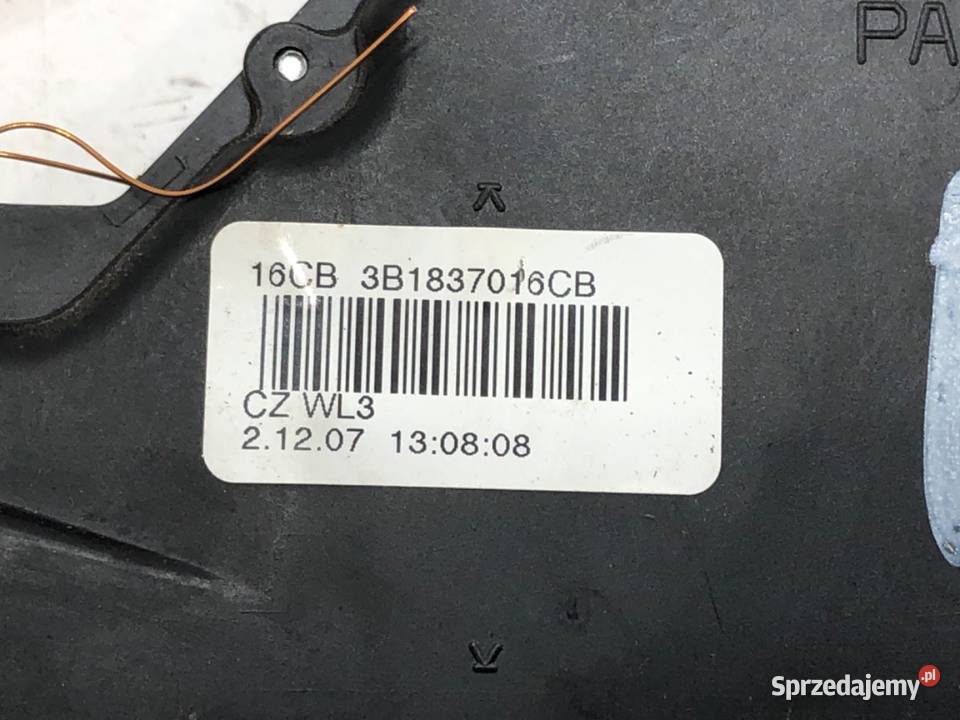 PA
16CB 3B1837016CB
CZ WL3
2.12.07 13:08:08
Sprzedajemy.pl